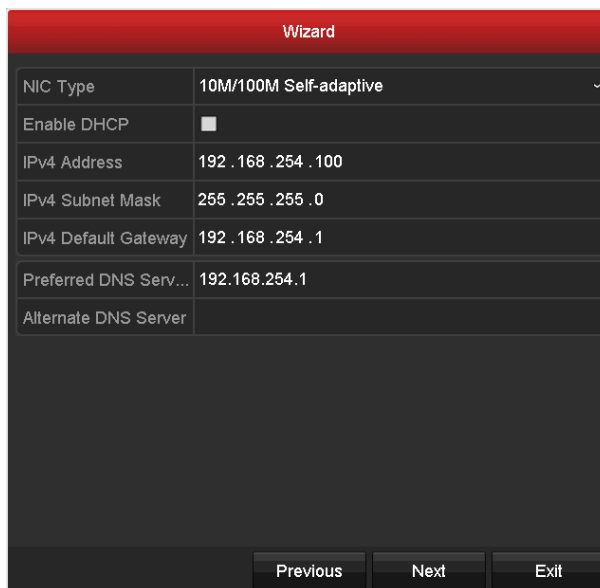 Wizard
NIC Type 10M/100M Self-adaptive
Enable DHCP
IPv4 Address 192 .168 .254 .100
IPv4 Subnet Mask 255 .255 .255 .0
IPv4 Default Gateway 192 .168 .254 .1
Preferred DNS Serv... 192.168.254.1
Alternate DNS Server
Previous Next Exit